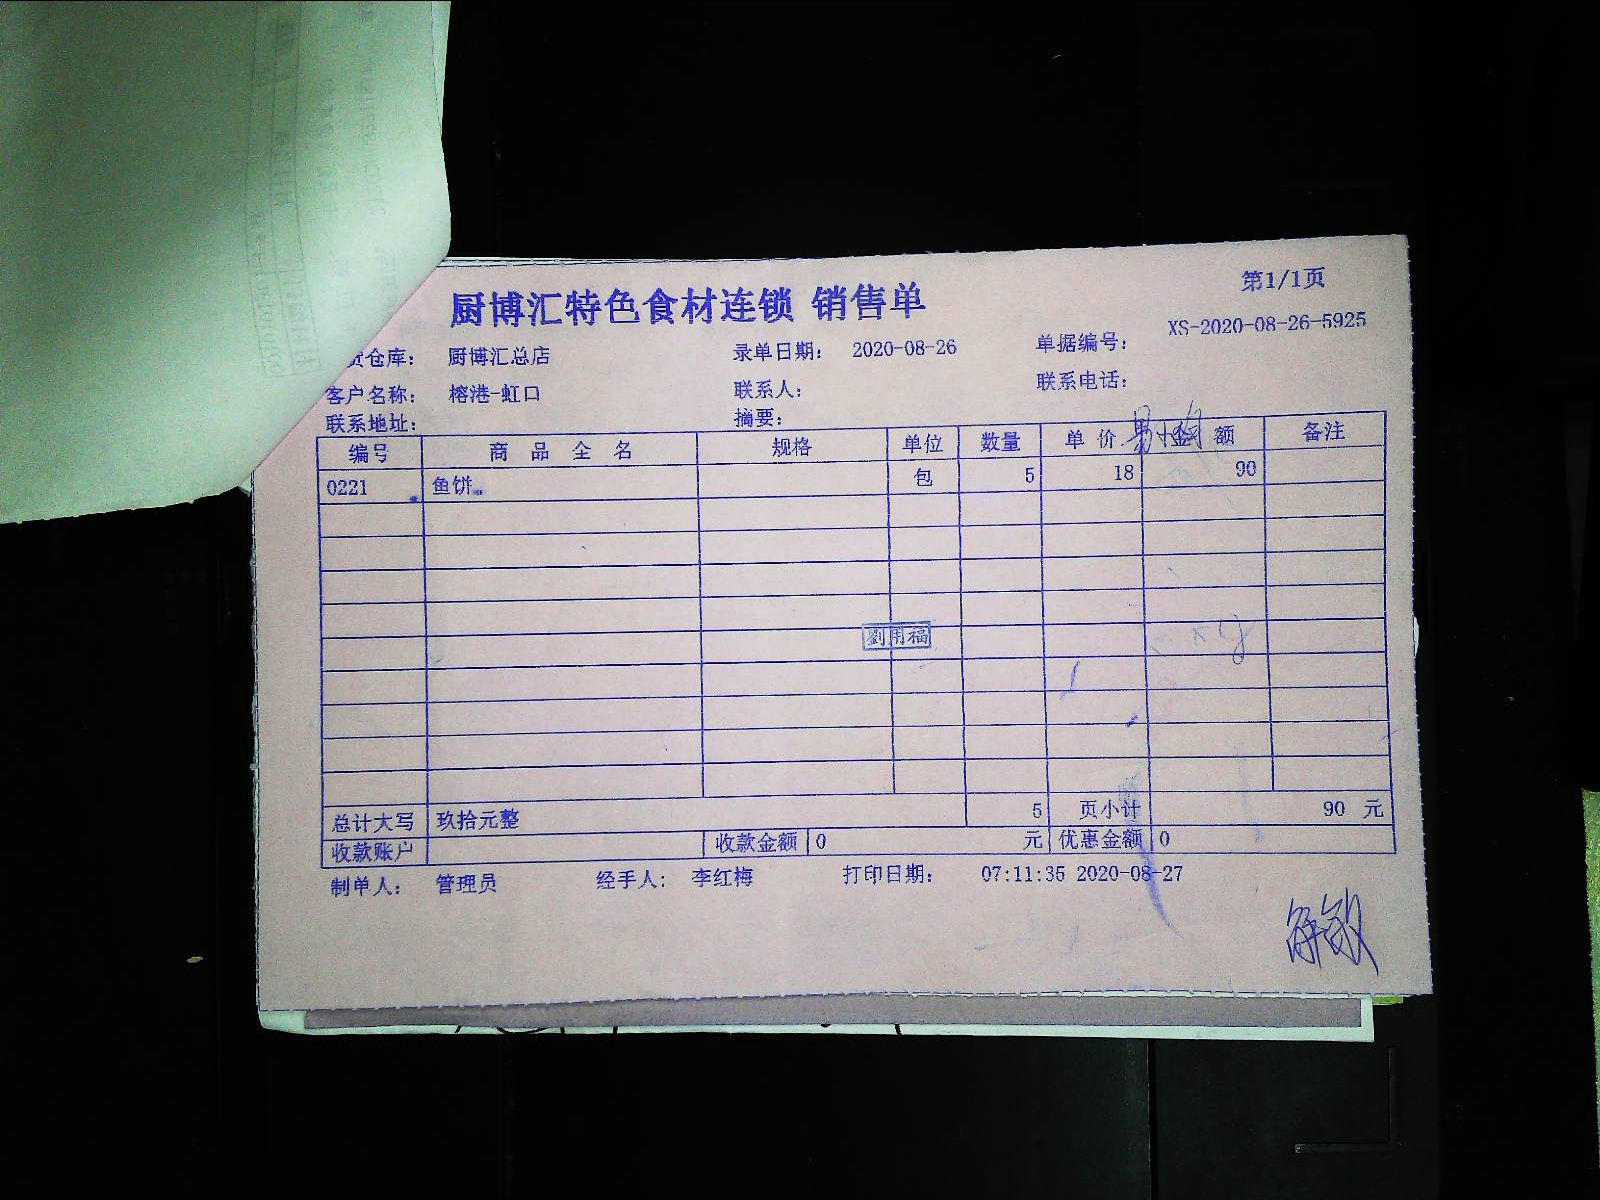 厨博汇特色食材连锁 销售单
第1/1页
货仓库： 厨博汇总店 录单日期： 2020-08-26 单据编号： XS-2020-08-26-5925
客户名称： 榕港-虹口 联系人： 联系电话：
联系地址： 摘要：
编号 商品全名 规格 单位 数量 单价 金额 备注
0221 鱼饼 包 5 18 90
劉用福
总计大写 玖拾元整 5 页小计 90 元
收款账户 收款金额 0 元 优惠金额 0
制单人： 管理员 经手人： 李红梅 打印日期： 07:11:35 2020-08-27